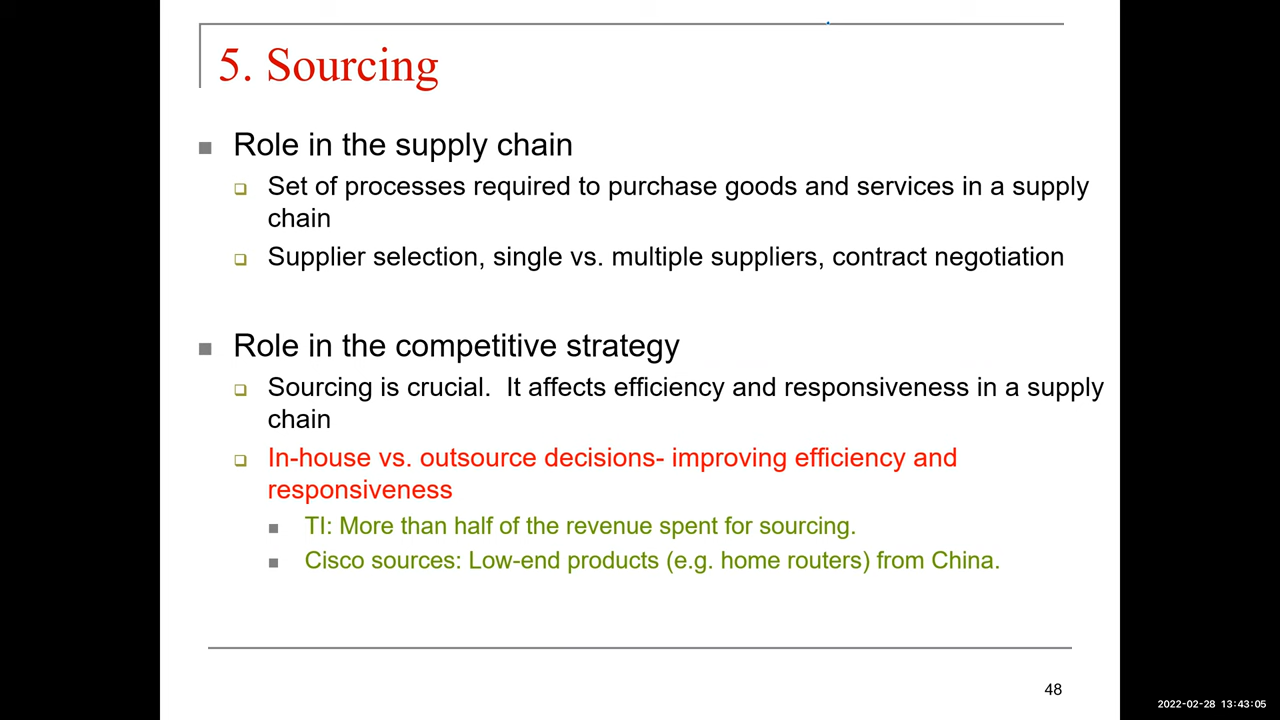 5. Sourcing
Role in the supply chain
Set of processes required to purchase goods and services in a supply
chain
Supplier selection, single vs. multiple suppliers, contract negotiation
Role in the competitive strategy
Sourcing is crucial.  It affects efficiency and responsiveness in a supply
chain
In-house vs. outsource decisions- improving efficiency and
responsiveness
TI: More than half of the revenue spent for sourcing.
Cisco sources: Low-end products (e.g. home routers) from China.
48
2022-02-28 13:43:05